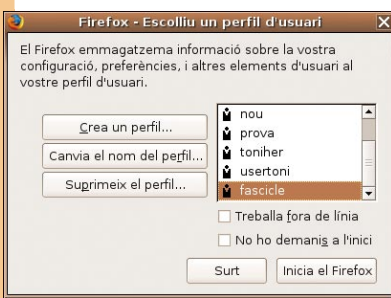 Firefox - Escolliu un perfil d'usuari
El Firefox emmagatzema informació sobre la vostra
configuració, preferències, i altres elements d'usuari al
vostre perfil d'usuari.
Crea un perfil...
Canvia el nom del perfil...
Suprimeix el perfil...
nou
prova
toniher
usertoni
fascicle
Treballa fora de línia
No ho demanis a l'inici
Surt
Inicia el Firefox